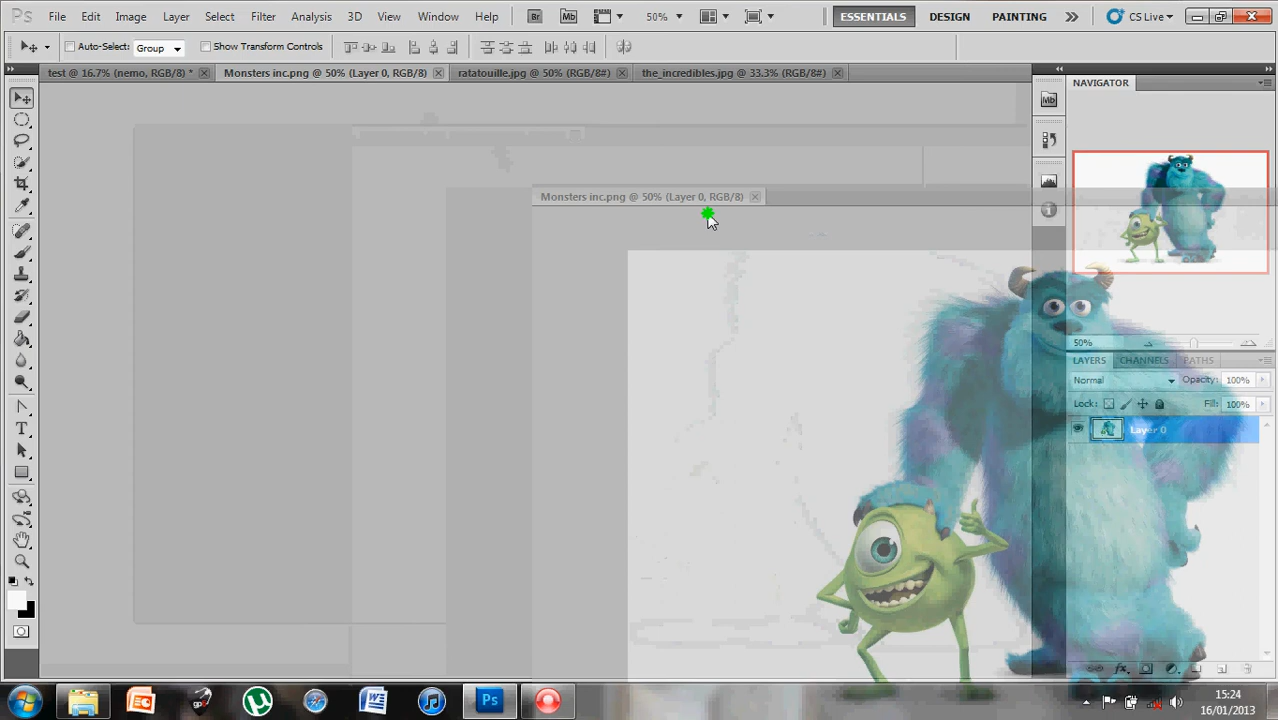 Ps File Edit Image Layer Select Filter Analysis 3D View Window Help Br Mb 50% ESSENTIALS DESIGN PAINTING CS Live
Auto-Select: Group Show Transform Controls
test @ 16.7% (nemo, RGB/8) * Monsters inc.png @ 50% (Layer 0, RGB/8) ratatouille.jpg @ 50% (RGB/8#) the_incredibles.jpg @ 33.3% (RGB/8#)
NAVIGATOR
Mb
Monsters inc.png @ 50% (Layer 0, RGB/8)
50%
LAYERS CHANNELS PATHS
Normal Opacity: 100%
Lock: Fill: 100%
Layer 0
T
fx
W Ps
15:24
16/01/2013